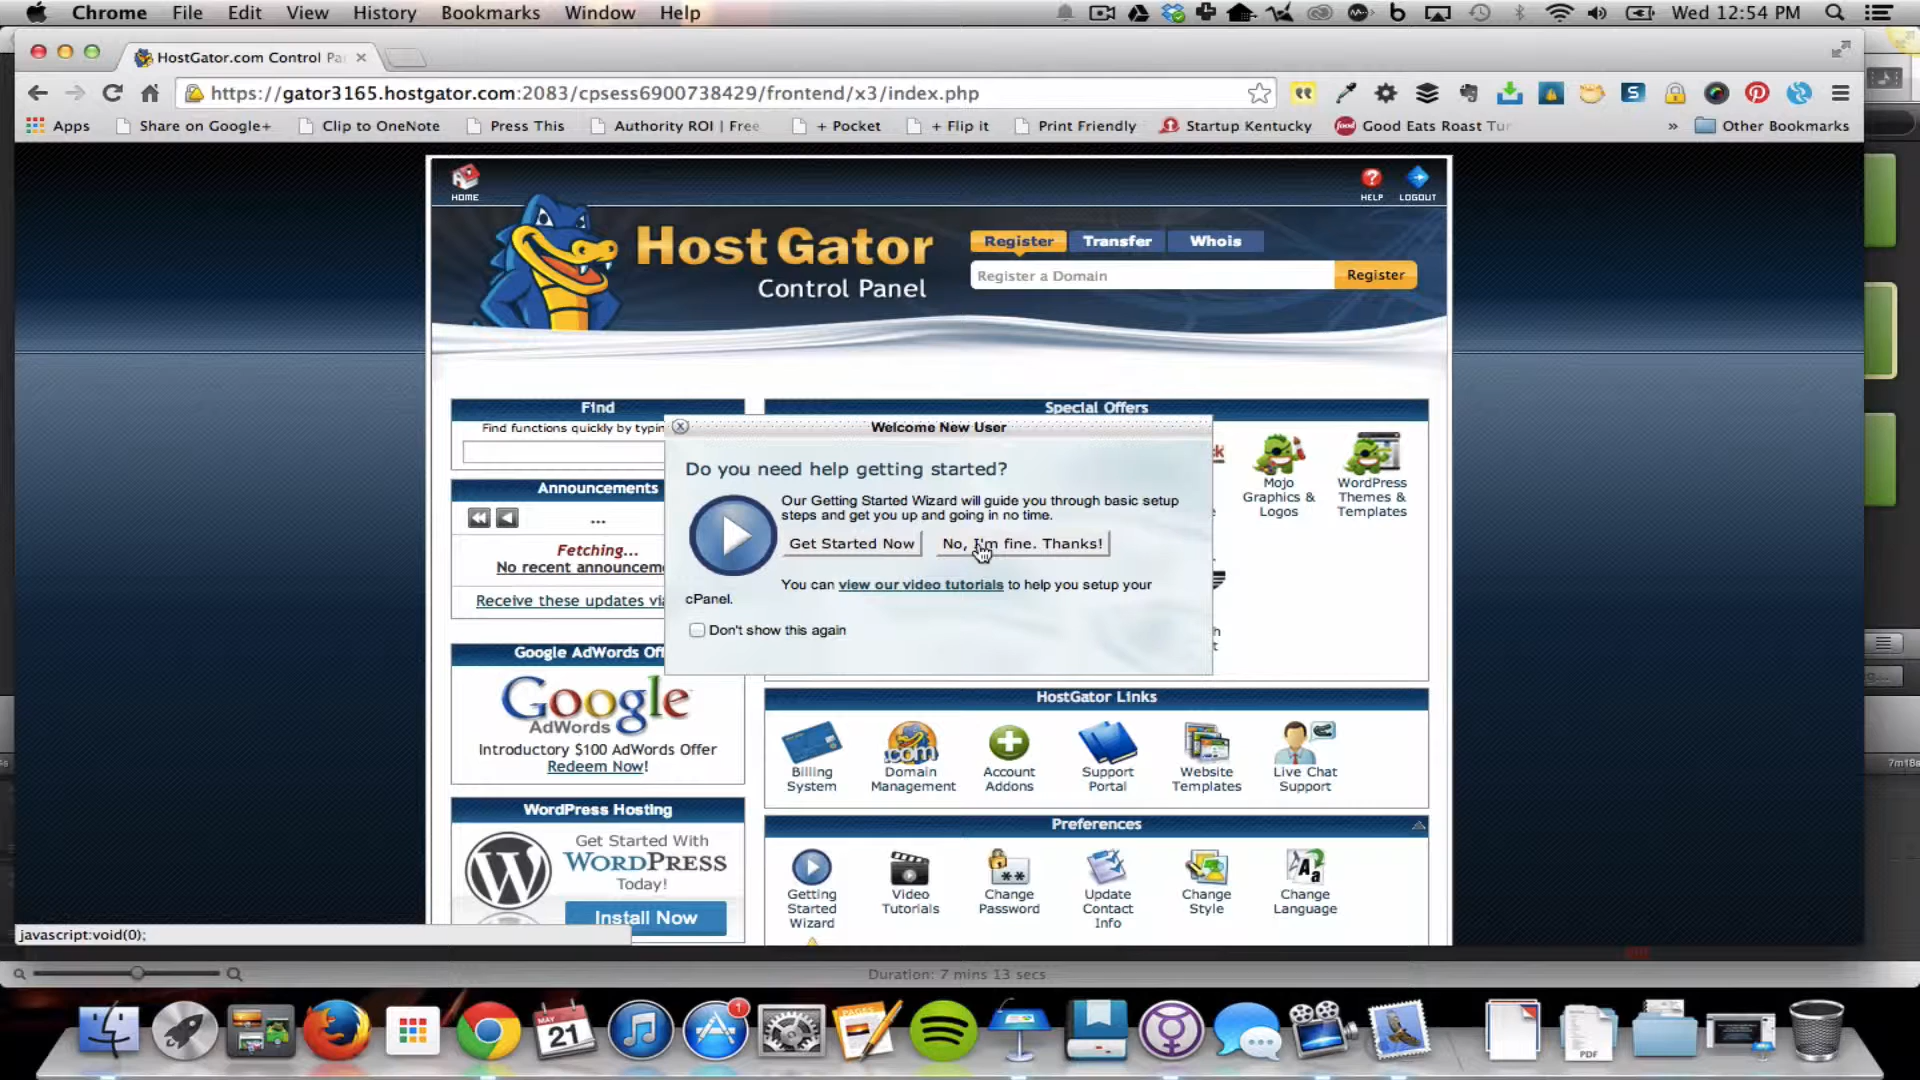 Chrome File Edit View History Bookmarks Window Help Wed 12:54 PM
HostGator.com Control Pa
https://gator3165.hostgator.com:2083/cpsess6900738429/frontend/x3/index.php
Apps Share on Google+ Clip to OneNote Press This Authority ROI | Free + Pocket + Flip it Print Friendly Startup Kentucky Good Eats Roast Tur » Other Bookmarks
HOME HELP LOGOUT
HostGator
Control Panel
Register Transfer Whois
Register a Domain Register
Find
Find functions quickly by typin
Announcements
...
Fetching...
No recent announcem
Receive these updates vi
Google AdWords Off
Google
AdWords
Introductory $100 AdWords Offer
Redeem Now!
WordPress Hosting
Get Started With
WORDPRESS
Today!
Install Now
Special Offers
Mojo
Graphics &
Logos
WordPress
Themes &
Templates
Welcome New User
Do you need help getting started?
Our Getting Started Wizard will guide you through basic setup
steps and get you up and going in no time.
Get Started Now No, I'm fine. Thanks!
You can view our video tutorials to help you setup your
cPanel.
Don't show this again
HostGator Links
.com
Billing
System
Domain
Management
Account
Addons
Support
Portal
Website
Templates
Live Chat
Support
Preferences
Getting
Started
Wizard
Video
Tutorials
Change
Password
Update
Contact
Info
Change
Style
Change
Language
javascript:void(0);
7m18s
Duration: 7 mins 13 secs
MAY
21
1
PDF